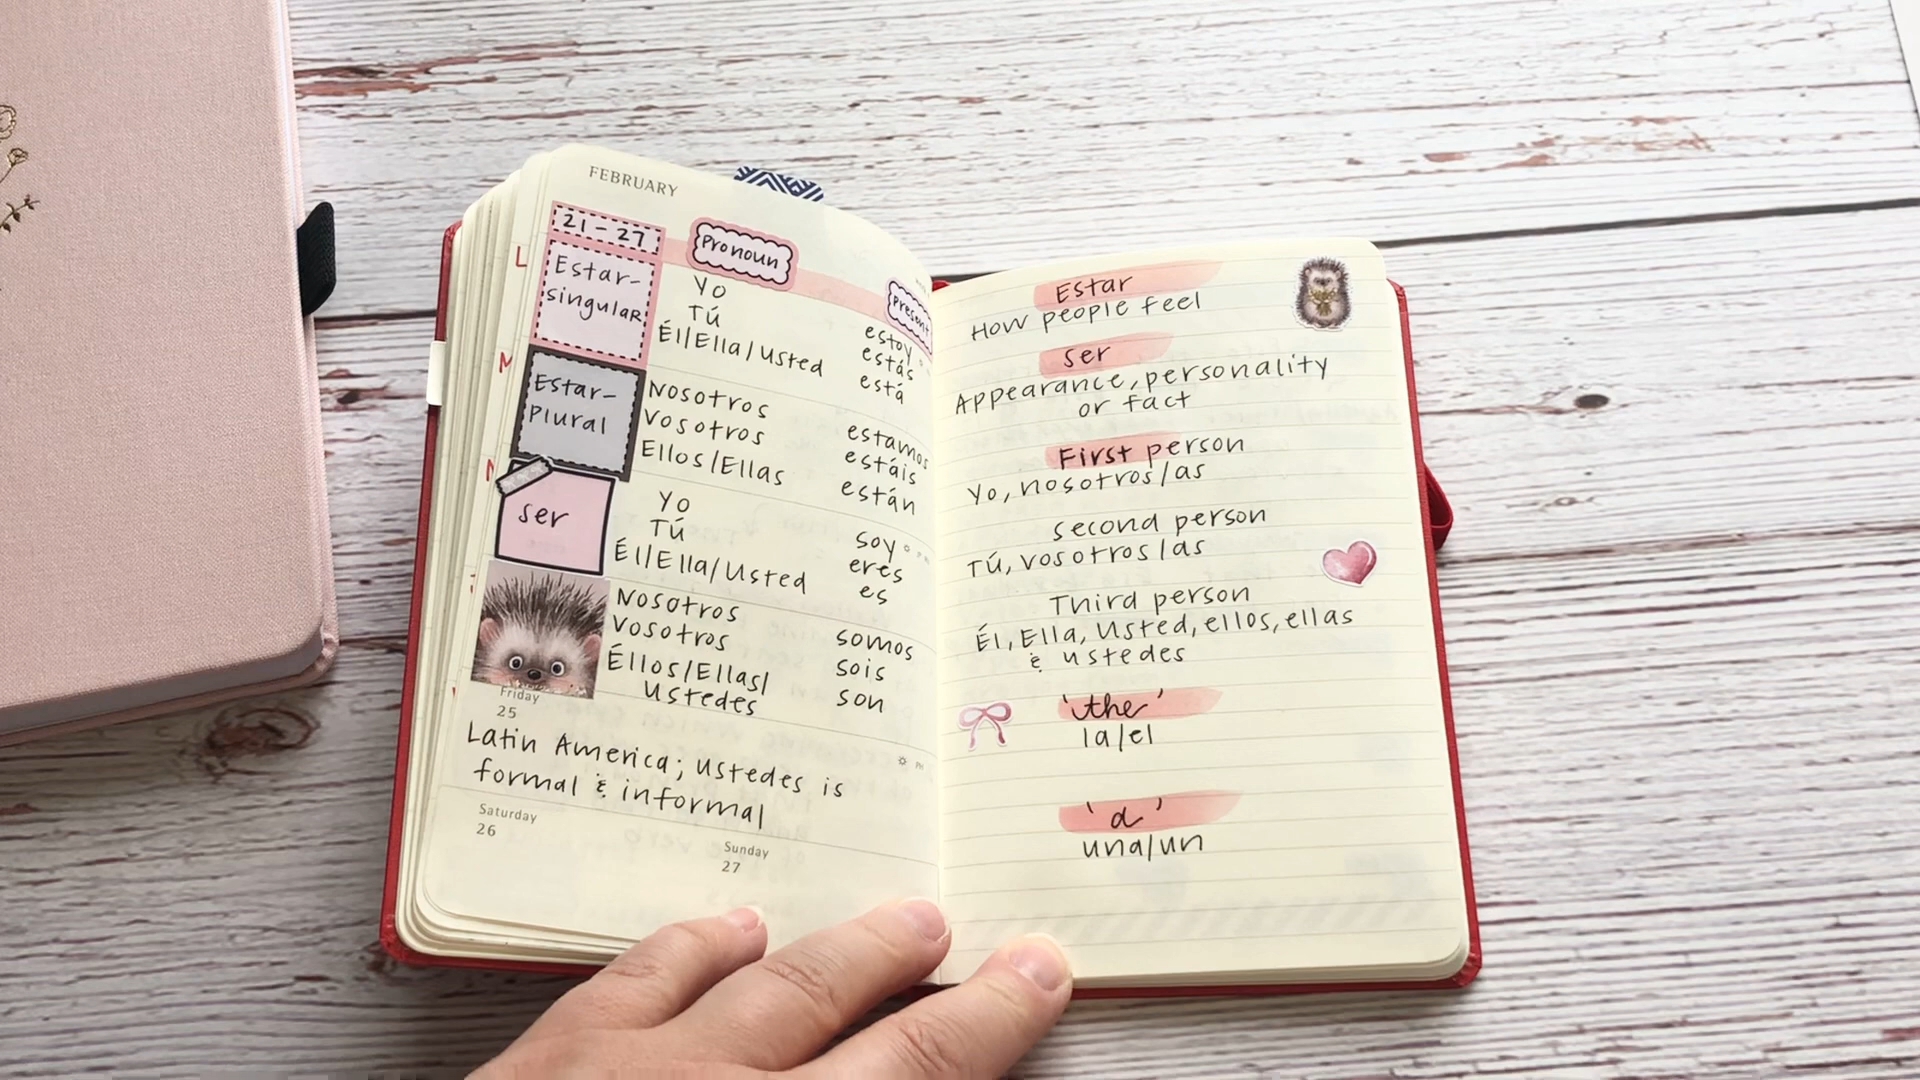 FEBRUARY
21-27
Pronoun
Present
Estar-
singular
Yo
Tú
Él/Ella/usted
estoy
estás
está
Estar-
Plural
Nosotros
Vosotros
Ellos/Ellas
estamos
estáis
están
ser
Yo
Tú
Él/Ella/Usted
soy
eres
es
Nosotros
Vosotros
Éllos/Ellas/
Ustedes
somos
sois
son
Friday
25
Latin America; Ustedes is
formal & informal
Saturday
26
Sunday
27
Estar
How people feel
ser
Appearance, personality
or fact
First person
Yo, nosotros/as
second person
Tú, vosotros/as
Third person
Él, Ella, Usted, ellos, ellas
& ustedes
'the'
la/el
'a'
una/un